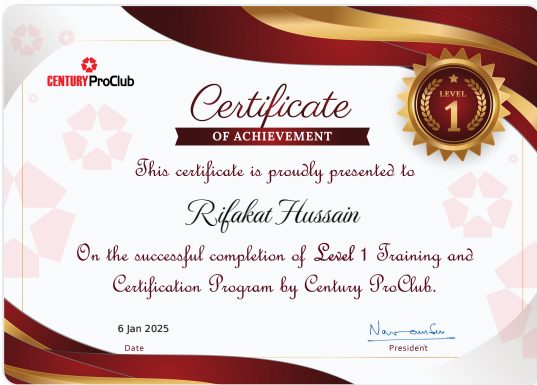 CENTURY ProClub
Certificate
OF ACHIEVEMENT
LEVEL
1
This certificate is proudly presented to
Rifakat Hussain
On the successful completion of Level 1 Training and
Certification Program by Century ProClub.
6 Jan 2025
Date
President